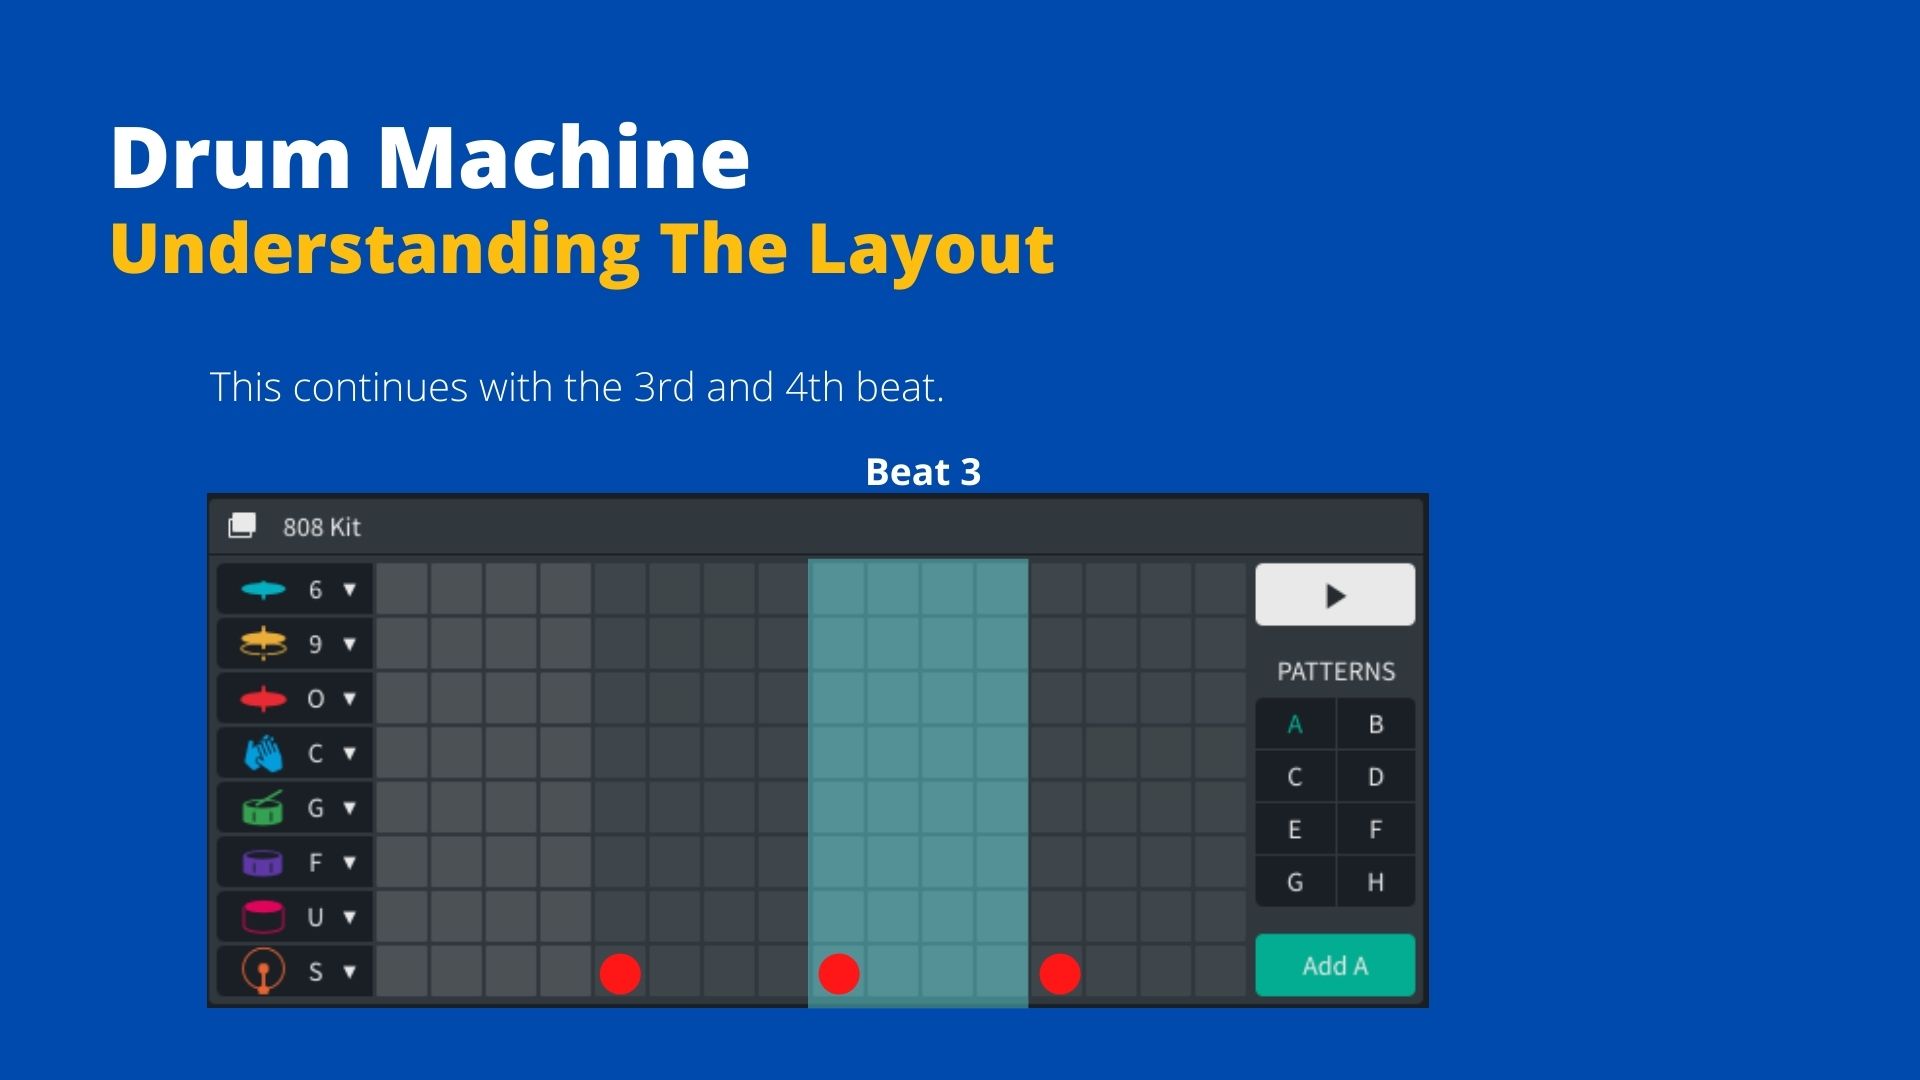 Drum Machine
Understanding The Layout
This continues with the 3rd and 4th beat.
Beat 3
808 Kit
6
9
O
C
G
F
U
S
PATTERNS
A B
C D
E F
G H
Add A